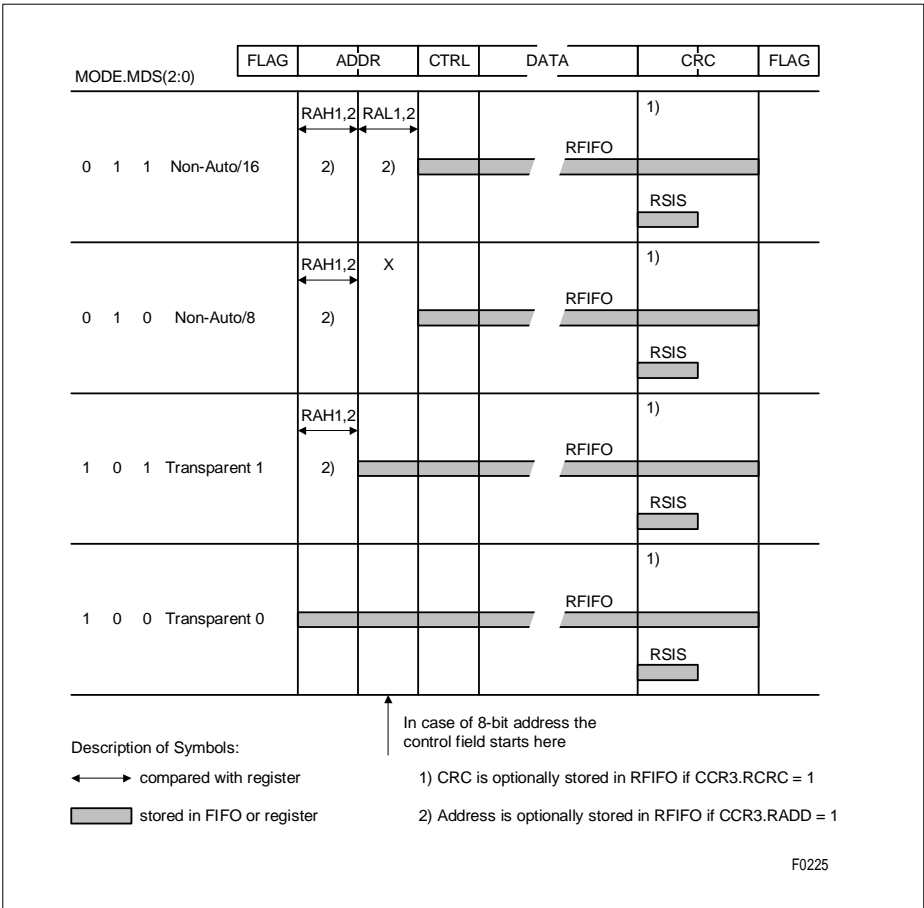 FLAG ADDR CTRL DATA CRC FLAG
MODE.MDS(2:0)
RAH1,2 RAL1,2 1)
RFIFO
0 1 1 Non-Auto/16 2) 2)
RSIS
RAH1,2 X 1)
RFIFO
0 1 0 Non-Auto/8 2)
RSIS
RAH1,2 1)
RFIFO
1 0 1 Transparent 1 2)
RSIS
1)
RFIFO
1 0 0 Transparent 0
RSIS
In case of 8-bit address the
control field starts here
Description of Symbols:
compared with register
1) CRC is optionally stored in RFIFO if CCR3.RCRC = 1
stored in FIFO or register
2) Address is optionally stored in RFIFO if CCR3.RADD = 1
F0225